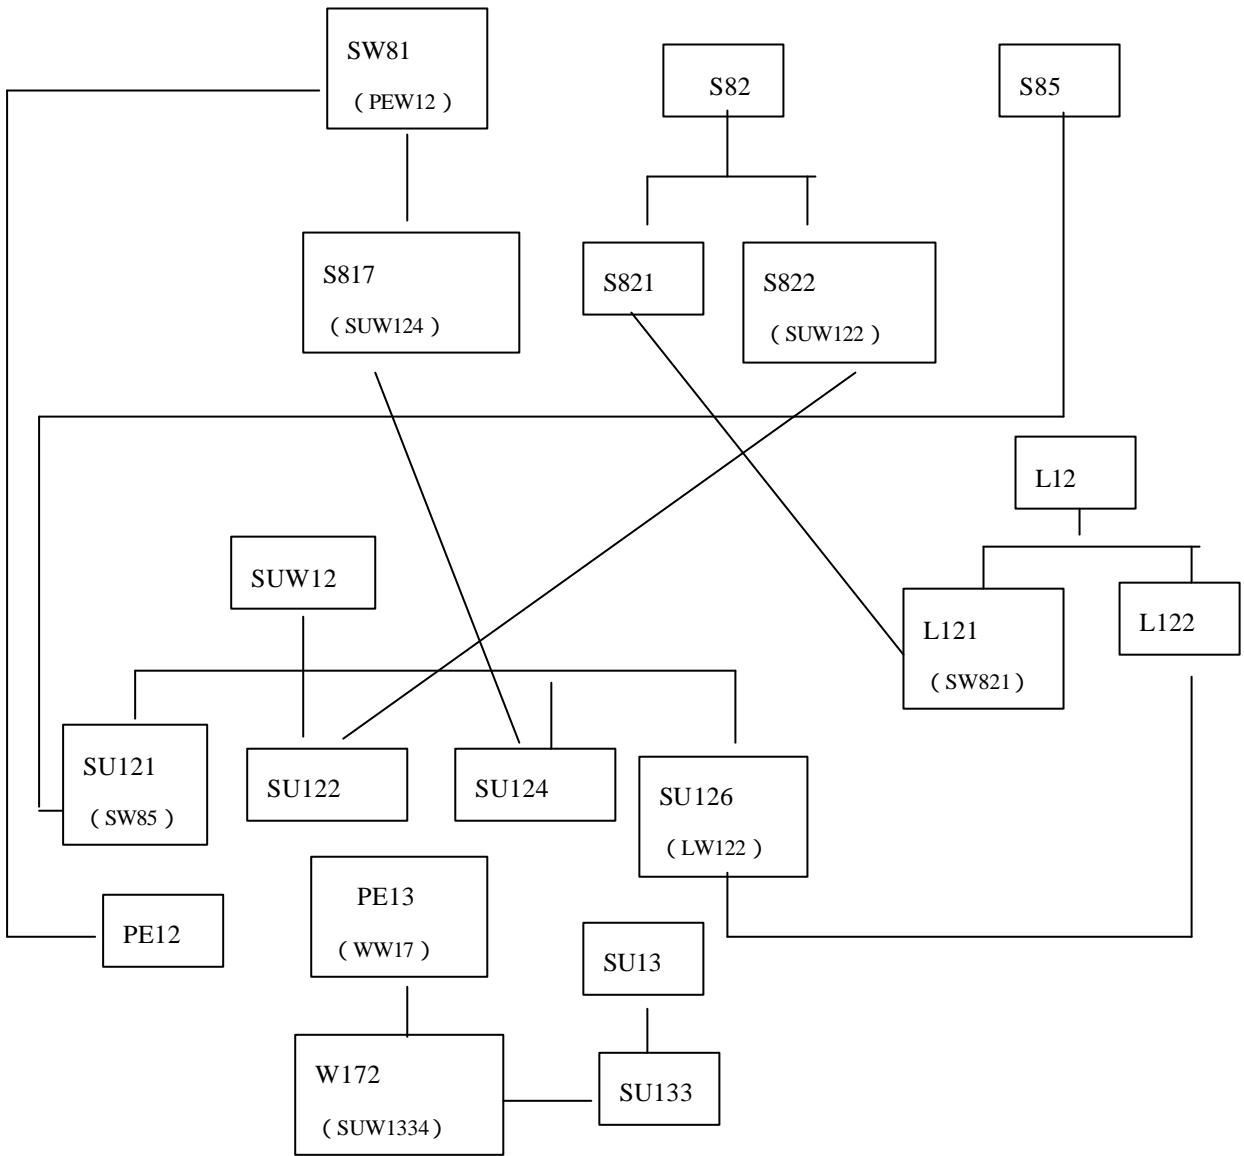 SW81
（PEW12）
S82
S85
S817
（SUW124）
S821
S822
（SUW122）
L12
SUW12
L121
（SW821）
L122
SU121
（SW85）
SU122
SU124
SU126
（LW122）
PE13
（WW17）
PE12
SU13
W172
（SUW1334）
SU133